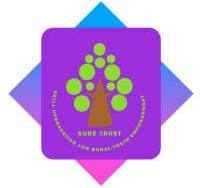 SURE TRUST
SKILL UPGRADATION FOR RURAL-YOUTH EMPOWERMENT